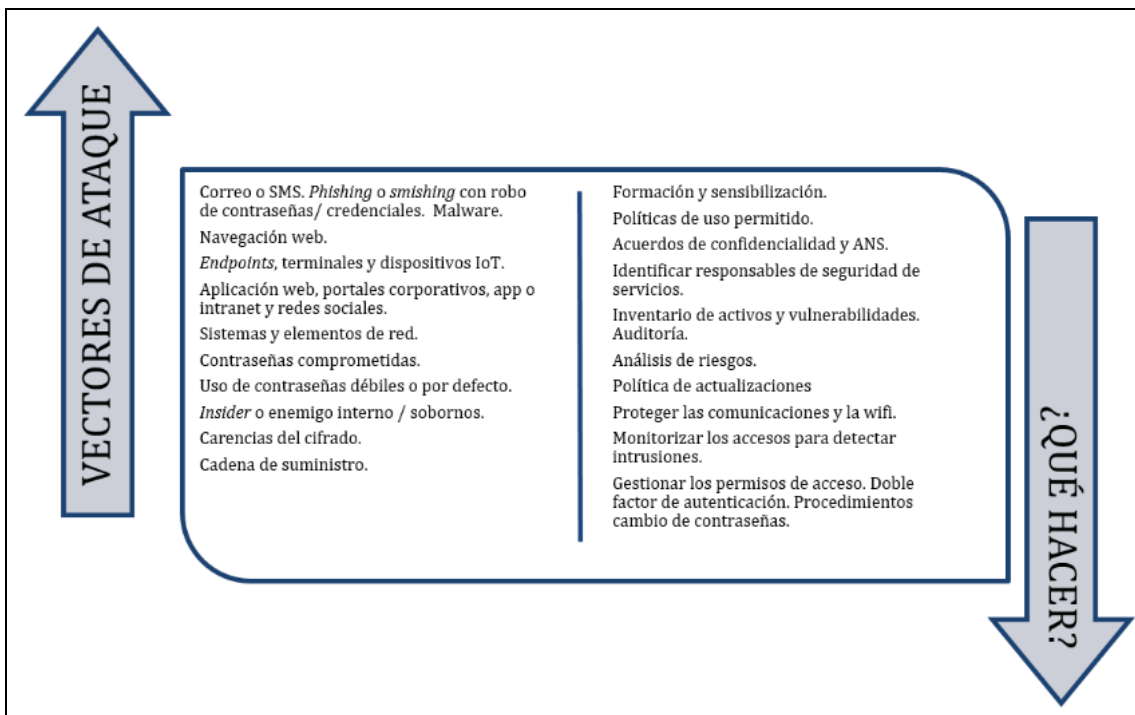 VECTORES DE ATAQUE
Correo o SMS. Phishing o smishing con robo
de contraseñas/ credenciales. Malware.
Navegación web.
Endpoints, terminales y dispositivos IoT.
Aplicación web, portales corporativos, app o
intranet y redes sociales.
Sistemas y elementos de red.
Contraseñas comprometidas.
Uso de contraseñas débiles o por defecto.
Insider o enemigo interno / sobornos.
Carencias del cifrado.
Cadena de suministro.
Formación y sensibilización.
Políticas de uso permitido.
Acuerdos de confidencialidad y ANS.
Identificar responsables de seguridad de
servicios.
Inventario de activos y vulnerabilidades.
Auditoría.
Análisis de riesgos.
Política de actualizaciones
Proteger las comunicaciones y la wifi.
Monitorizar los accesos para detectar
intrusiones.
Gestionar los permisos de acceso. Doble
factor de autenticación. Procedimientos
cambio de contraseñas.
¿QUÉ HACER?